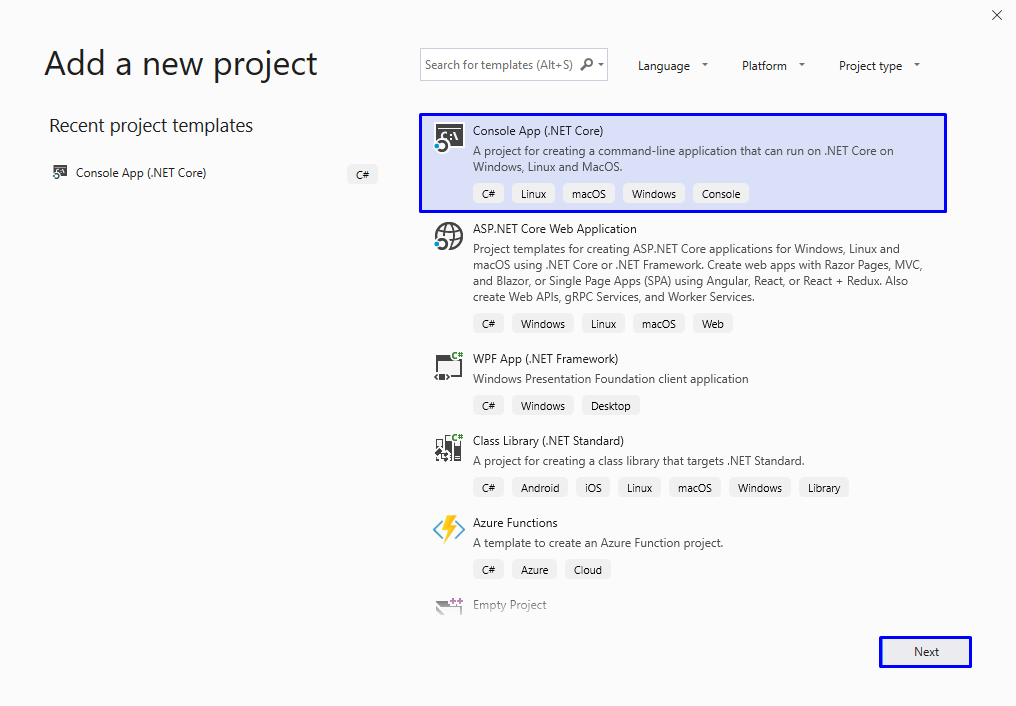 Add a new project
Search for templates (Alt+S)
Language
Platform
Project type
Recent project templates
Console App (.NET Core)
C#
Console App (.NET Core)
A project for creating a command-line application that can run on .NET Core on
Windows, Linux and MacOS.
C# Linux macOS Windows Console
ASP.NET Core Web Application
Project templates for creating ASP.NET Core applications for Windows, Linux and
macOS using .NET Core or .NET Framework. Create web apps with Razor Pages, MVC,
and Blazor, or Single Page Apps (SPA) using Angular, React, or React + Redux. Also
create Web APIs, gRPC Services, and Worker Services.
C# Windows Linux macOS Web
WPF App (.NET Framework)
Windows Presentation Foundation client application
C# Windows Desktop
Class Library (.NET Standard)
A project for creating a class library that targets .NET Standard.
C# Android iOS Linux macOS Windows Library
Azure Functions
A template to create an Azure Function project.
C# Azure Cloud
Empty Project
Next